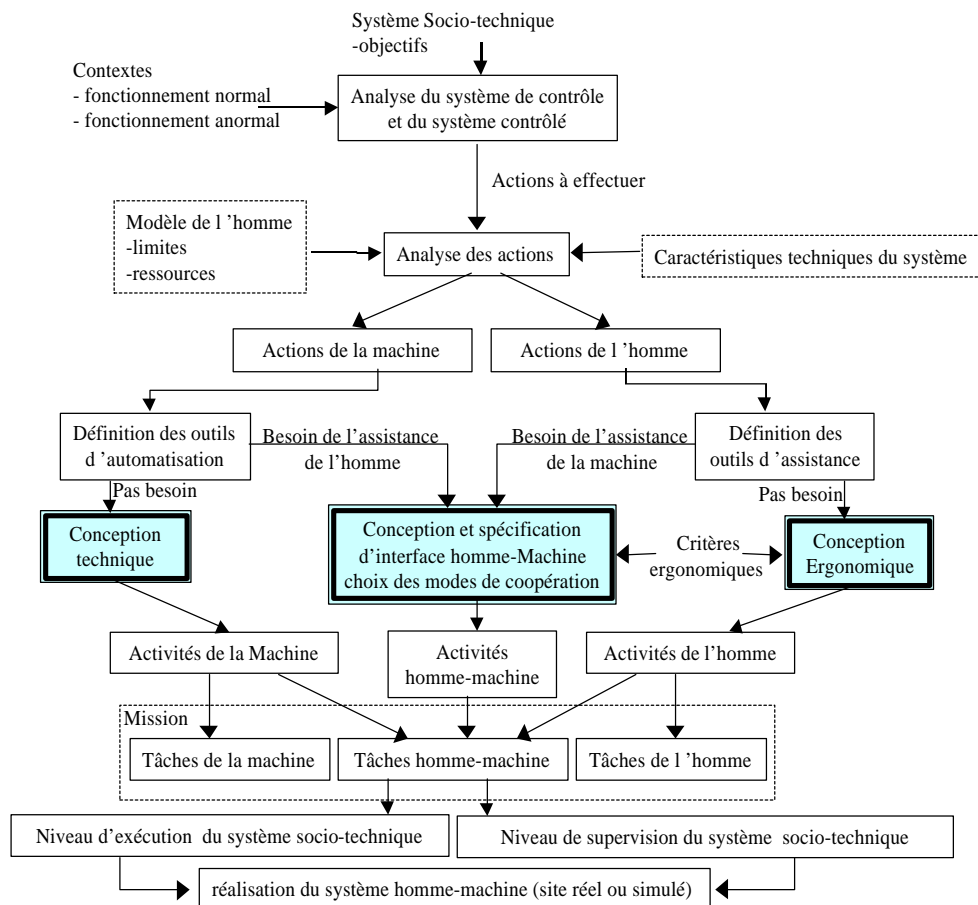 Système Socio-technique
-objectifs
Contextes
- fonctionnement normal
- fonctionnement anormal
Analyse du système de contrôle
et du système contrôlé
Actions à effectuer
Modèle de l ’homme
-limites
-ressources
Analyse des actions
Caractéristiques techniques du système
Actions de la machine
Actions de l ’homme
Définition des outils
d ’automatisation
Besoin de l’assistance
de l’homme
Besoin de l’assistance
de la machine
Définition des
outils d ’assistance
Pas besoin
Pas besoin
Conception
technique
Conception et spécification
d’interface homme-Machine
choix des modes de coopération
Critères
ergonomiques
Conception
Ergonomique
Activités de la Machine
Activités
homme-machine
Activités de l’homme
Mission
Tâches de la machine
Tâches homme-machine
Tâches de l ’homme
Niveau d’exécution du système socio-technique
Niveau de supervision du système socio-technique
réalisation du système homme-machine (site réel ou simulé)